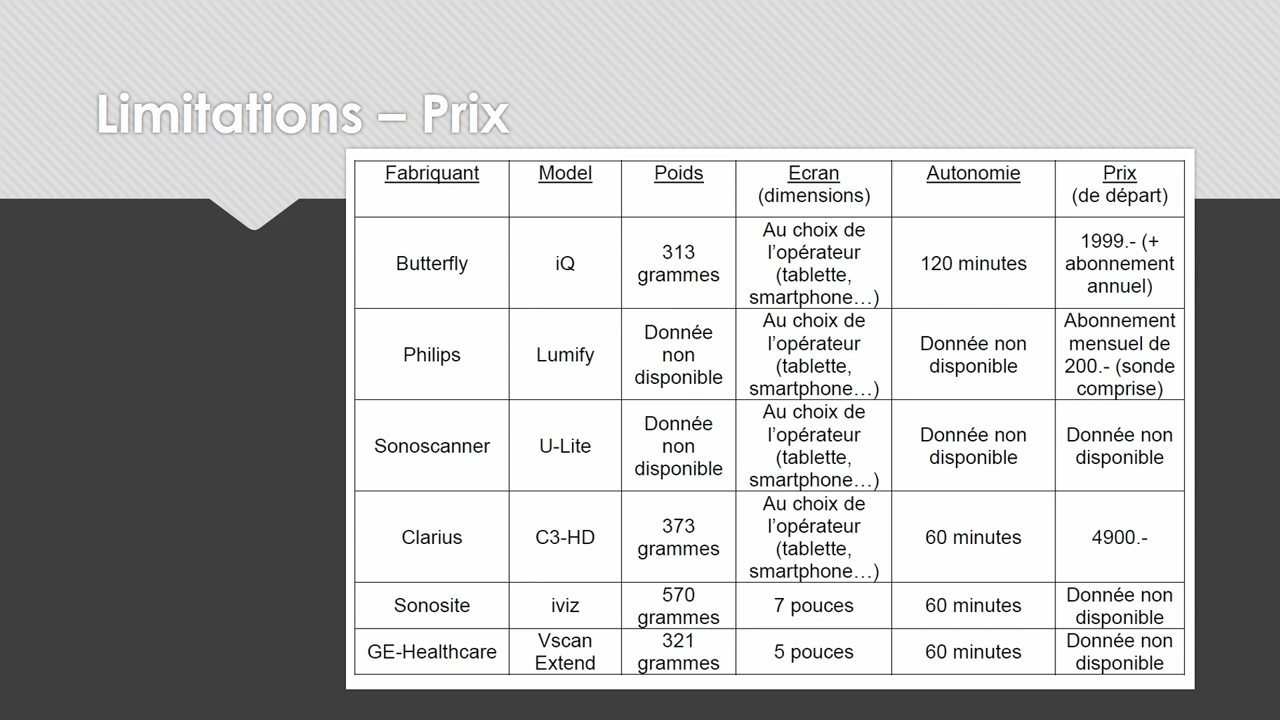 Limitations – Prix
Fabriquant Model Poids Ecran (dimensions) Autonomie Prix (de départ)
Butterfly iQ 313 grammes Au choix de l’opérateur (tablette, smartphone…) 120 minutes 1999.- (+ abonnement annuel)
Philips Lumify Donnée non disponible Au choix de l’opérateur (tablette, smartphone…) Donnée non disponible Abonnement mensuel de 200.- (sonde comprise)
Sonoscanner U-Lite Donnée non disponible Au choix de l’opérateur (tablette, smartphone…) Donnée non disponible Donnée non disponible
Clarius C3-HD 373 grammes Au choix de l’opérateur (tablette, smartphone…) 60 minutes 4900.-
Sonosite iviz 570 grammes 7 pouces 60 minutes Donnée non disponible
GE-Healthcare Vscan Extend 321 grammes 5 pouces 60 minutes Donnée non disponible